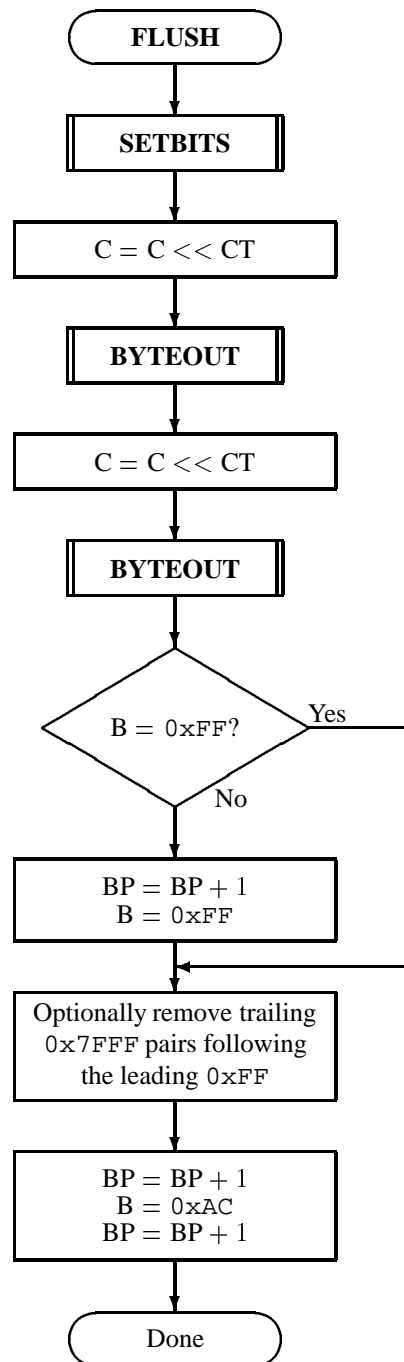 FLUSH
SETBITS
C = C << CT
BYTEOUT
C = C << CT
BYTEOUT
B = 0xFF?
Yes
No
BP = BP + 1
B = 0xFF
Optionally remove trailing
0x7FFF pairs following
the leading 0xFF
BP = BP + 1
B = 0xAC
BP = BP + 1
Done